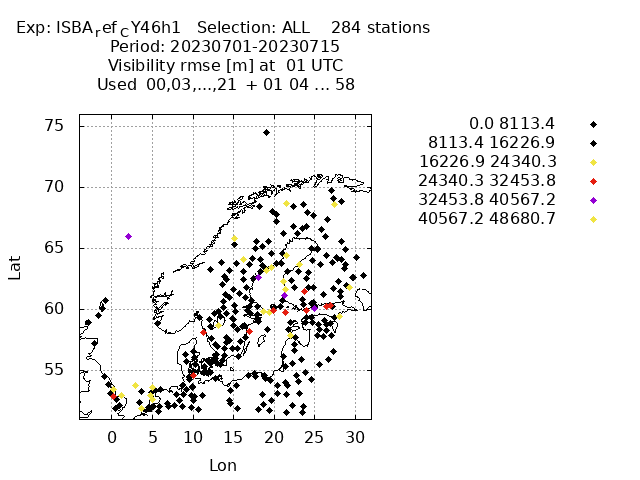 Exp: ISBArefCY46h1 Selection: ALL 284 stations
Period: 20230701-20230715
Visibility rmse [m] at 01 UTC
Used 00,03,...,21 + 01 04 ... 58
0.0 8113.4
8113.4 16226.9
16226.9 24340.3
24340.3 32453.8
32453.8 40567.2
40567.2 48680.7
75
70
65
60
55
Lat
0 5 10 15 20 25 30
Lon